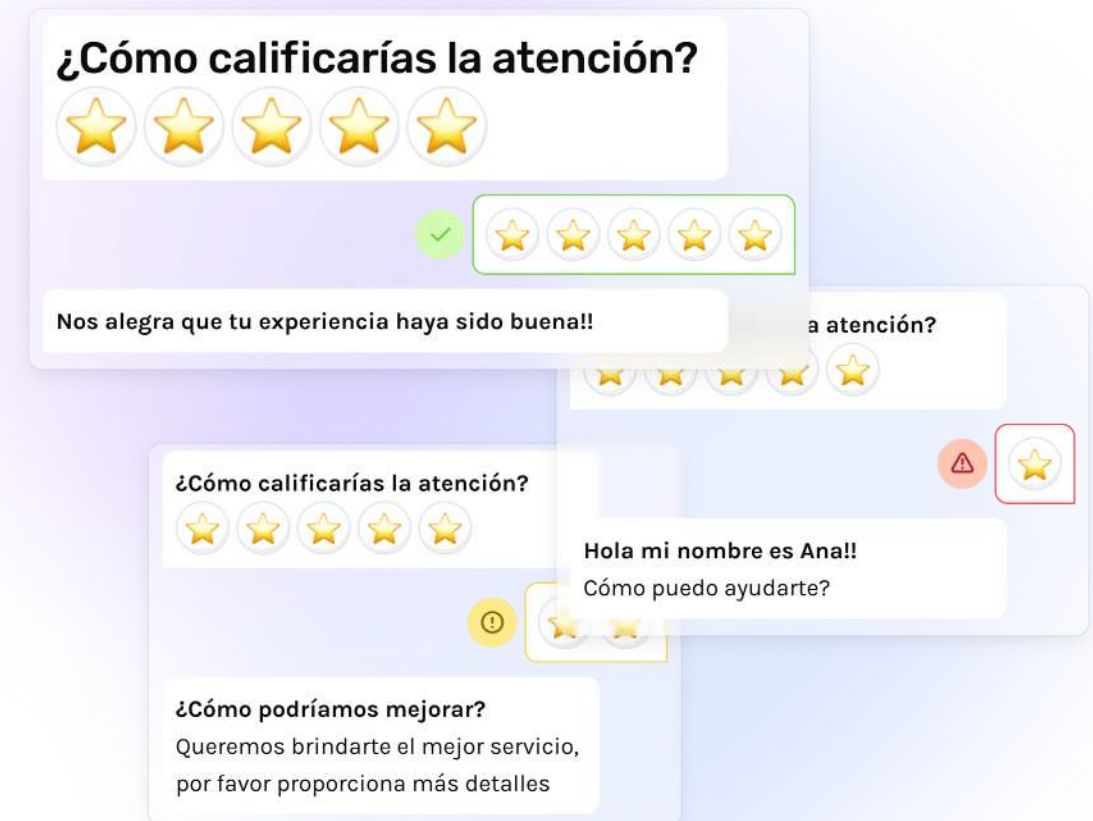 ¿Cómo calificarías la atención?
Nos alegra que tu experiencia haya sido buena!!
a atención?
Hola mi nombre es Ana!!
Cómo puedo ayudarte?
¿Cómo calificarías la atención?
¿Cómo podríamos mejorar?
Queremos brindarte el mejor servicio,
por favor proporciona más detalles